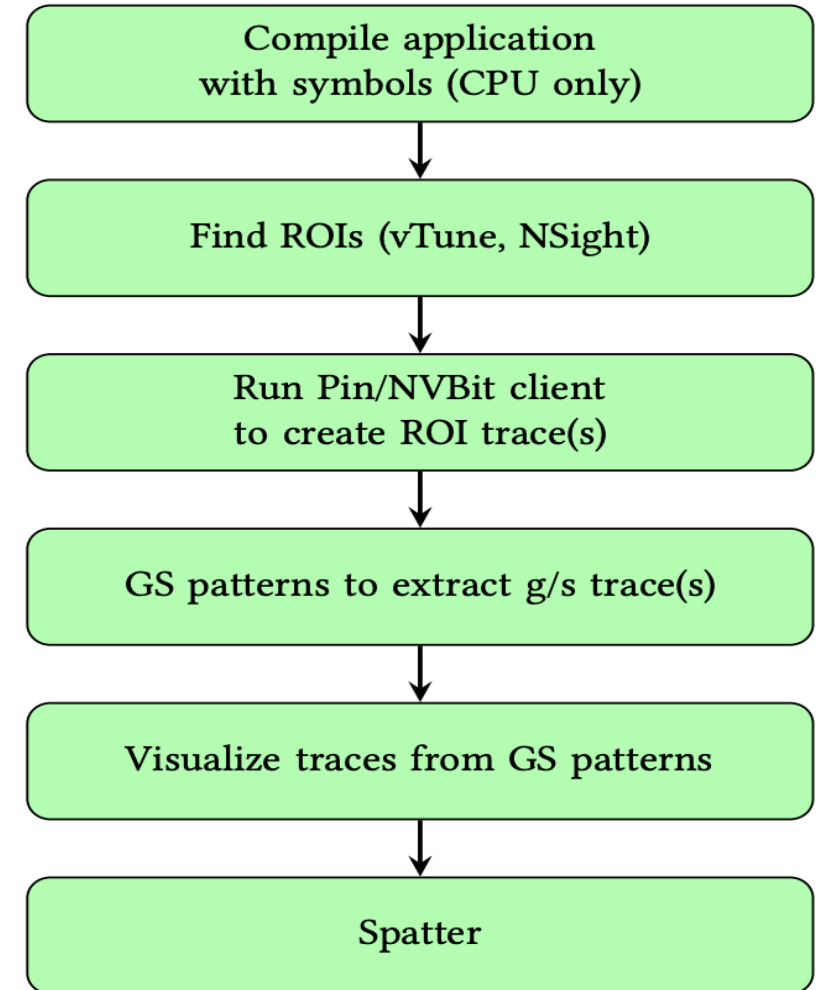 Compile application
with symbols (CPU only)
Find ROIs (vTune, NSight)
Run Pin/NVBit client
to create ROI trace(s)
GS patterns to extract g/s trace(s)
Visualize traces from GS patterns
Spatter